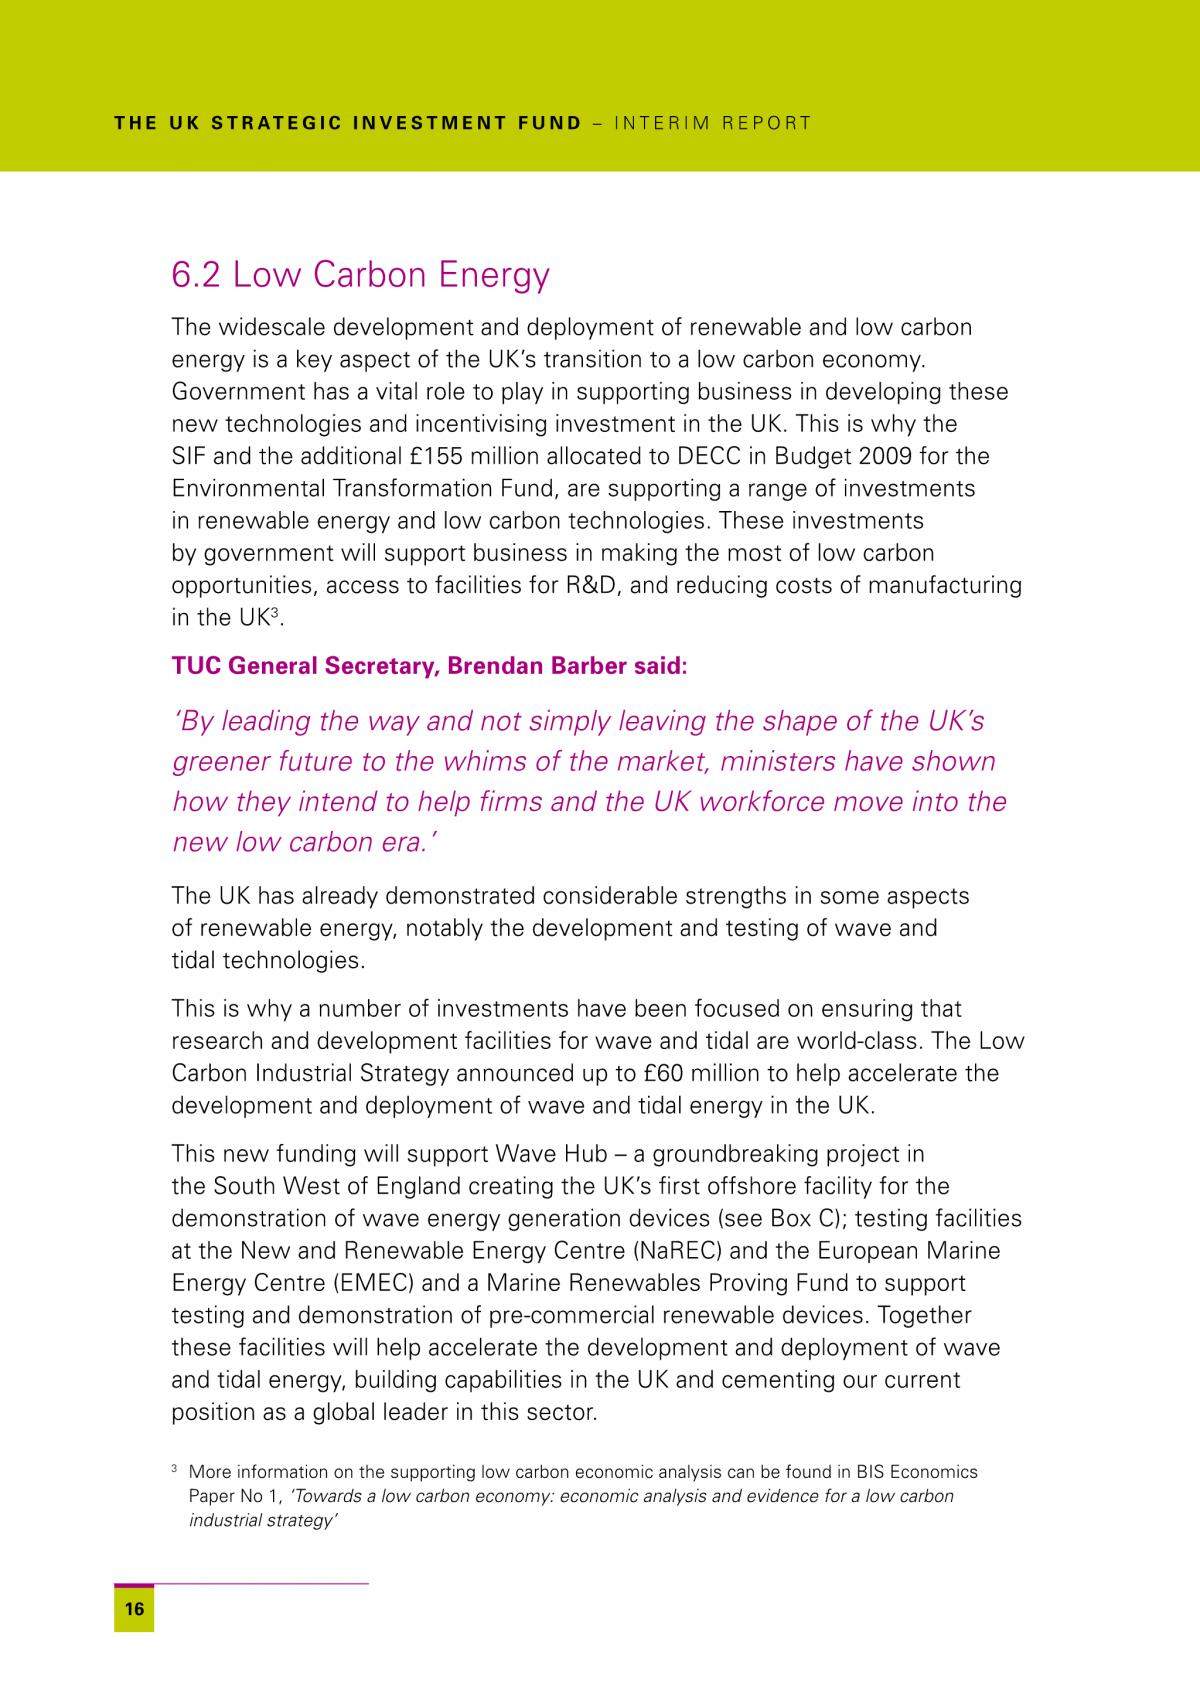 THE UK STRATEGIC INVESTMENT FUND – INTERIM REPORT
6.2 Low Carbon Energy
The widescale development and deployment of renewable and low carbon
energy is a key aspect of the UK’s transition to a low carbon economy.
Government has a vital role to play in supporting business in developing these
new technologies and incentivising investment in the UK. This is why the
SIF and the additional £155 million allocated to DECC in Budget 2009 for the
Environmental Transformation Fund, are supporting a range of investments
in renewable energy and low carbon technologies. These investments
by government will support business in making the most of low carbon
opportunities, access to facilities for R&D, and reducing costs of manufacturing
in the UK³.
TUC General Secretary, Brendan Barber said:
‘By leading the way and not simply leaving the shape of the UK’s
greener future to the whims of the market, ministers have shown
how they intend to help firms and the UK workforce move into the
new low carbon era.’
The UK has already demonstrated considerable strengths in some aspects
of renewable energy, notably the development and testing of wave and
tidal technologies.
This is why a number of investments have been focused on ensuring that
research and development facilities for wave and tidal are world-class. The Low
Carbon Industrial Strategy announced up to £60 million to help accelerate the
development and deployment of wave and tidal energy in the UK.
This new funding will support Wave Hub – a groundbreaking project in
the South West of England creating the UK’s first offshore facility for the
demonstration of wave energy generation devices (see Box C); testing facilities
at the New and Renewable Energy Centre (NaREC) and the European Marine
Energy Centre (EMEC) and a Marine Renewables Proving Fund to support
testing and demonstration of pre-commercial renewable devices. Together
these facilities will help accelerate the development and deployment of wave
and tidal energy, building capabilities in the UK and cementing our current
position as a global leader in this sector.
³ More information on the supporting low carbon economic analysis can be found in BIS Economics
Paper No 1, ‘Towards a low carbon economy: economic analysis and evidence for a low carbon
industrial strategy’
16